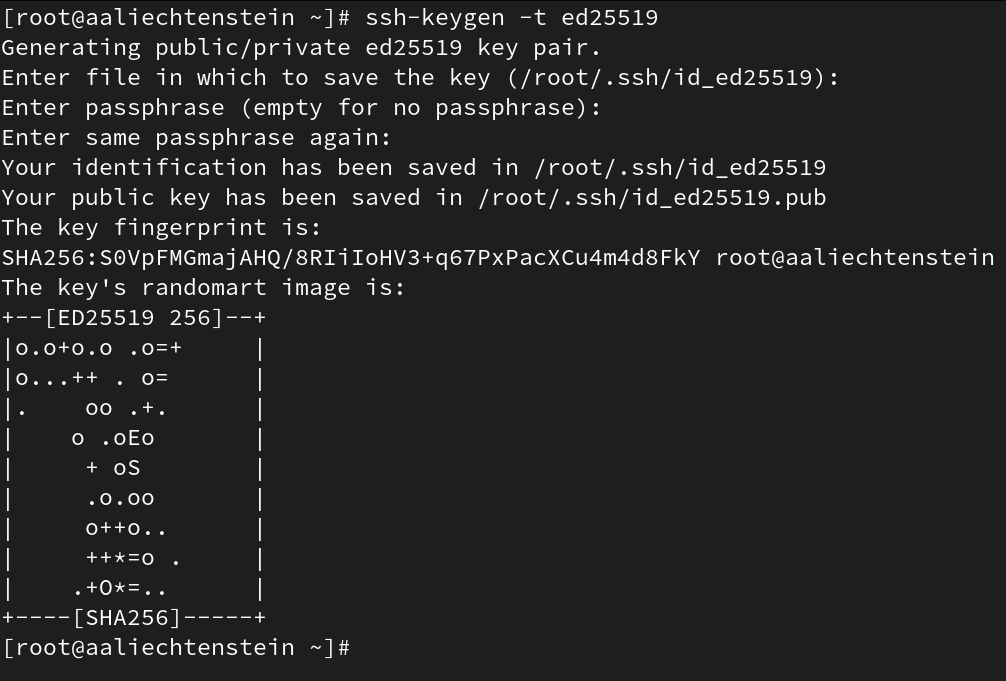 [root@aaliechtenstein ~]# ssh-keygen -t ed25519
Generating public/private ed25519 key pair.
Enter file in which to save the key (/root/.ssh/id_ed25519):
Enter passphrase (empty for no passphrase):
Enter same passphrase again:
Your identification has been saved in /root/.ssh/id_ed25519
Your public key has been saved in /root/.ssh/id_ed25519.pub
The key fingerprint is:
SHA256:S0VpFMGmajAHQ/8RIiIoHV3+q67PxPacXCu4m4d8FkY root@aaliechtenstein
The key's randomart image is:
+--[ED25519 256]--+
|o.o+o.o .o=+     |
|o...++ . o=      |
|.    oo .+.      |
|    o .oEo       |
|     + oS        |
|     .o.oo       |
|     o++o..      |
|     ++*=o .     |
|    .+O*=..      |
+----[SHA256]-----+
[root@aaliechtenstein ~]#